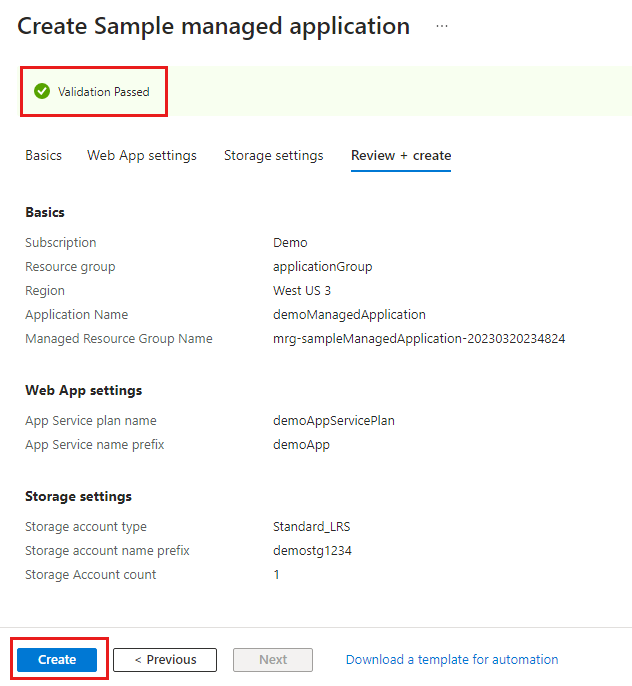 Create Sample managed application ...
Validation Passed
Basics Web App settings Storage settings Review + create
Basics
Subscription Demo
Resource group applicationGroup
Region West US 3
Application Name demoManagedApplication
Managed Resource Group Name mrg-sampleManagedApplication-20230320234824
Web App settings
App Service plan name demoAppServicePlan
App Service name prefix demoApp
Storage settings
Storage account type Standard_LRS
Storage account name prefix demostg1234
Storage Account count 1
Create < Previous Next Download a template for automation